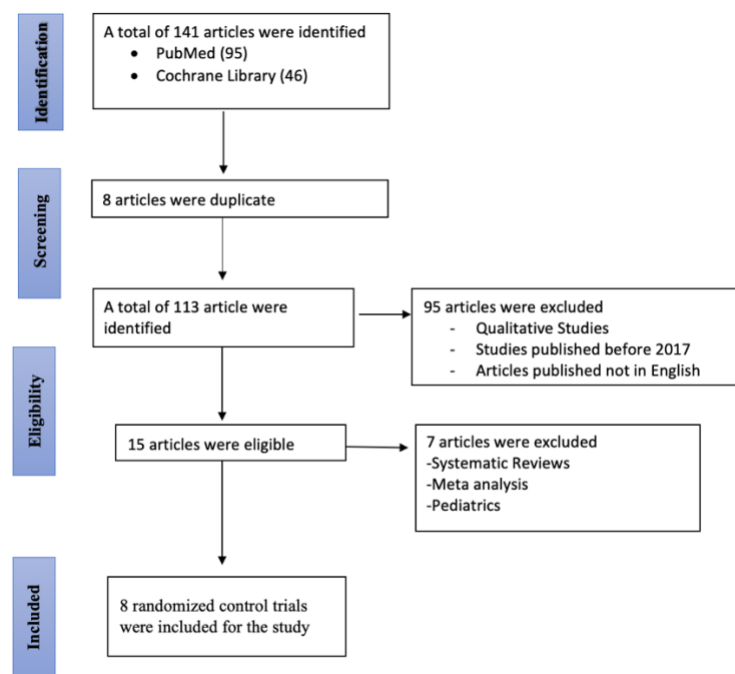 Identification
A total of 141 articles were identified
• PubMed (95)
• Cochrane Library (46)
Screening
8 articles were duplicate
A total of 113 article were
identified
95 articles were excluded
- Qualitative Studies
- Studies published before 2017
- Articles published not in English
Eligibility
15 articles were eligible
7 articles were excluded
-Systematic Reviews
-Meta analysis
-Pediatrics
Included
8 randomized control trials
were included for the study